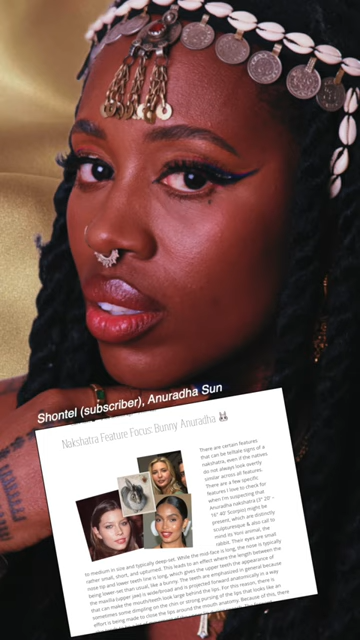 Shontel (subscriber), Anuradha Sun
Nakshatra Feature Focus: Bunny Anuradha
There are certain features
that can be telltale signs of a
nakshatra, even if the natives
do not always look overtly
similar across all features.
There are a few specific
features I love to check for
when I'm suspecting that
Anuradha nakshatra (3° 20' –
16° 40' Scorpio) might be
present, which are distinctly
sculpturesque & also call to
mind its Yoni animal, the
rabbit. Their eyes are small
to medium in size and typically deep-set. While the mid-face is long, the nose is typically
rather small, short, and upturned. This leads to an effect where the length between the
nose tip and lower teeth line is long, which gives the upper teeth the appearance of
being lower-set than usual, like a bunny. The teeth are emphasized in general because
the maxilla (upper jaw) is wide/broad and is projected forward anatomically in a way
that can make the mouth/teeth look large behind the lips. For this reason, there is
sometimes some dimpling on the chin or strong pursing of the lips that looks like an
effort is being made to close the lips around the mouth anatomy. Because of this, there